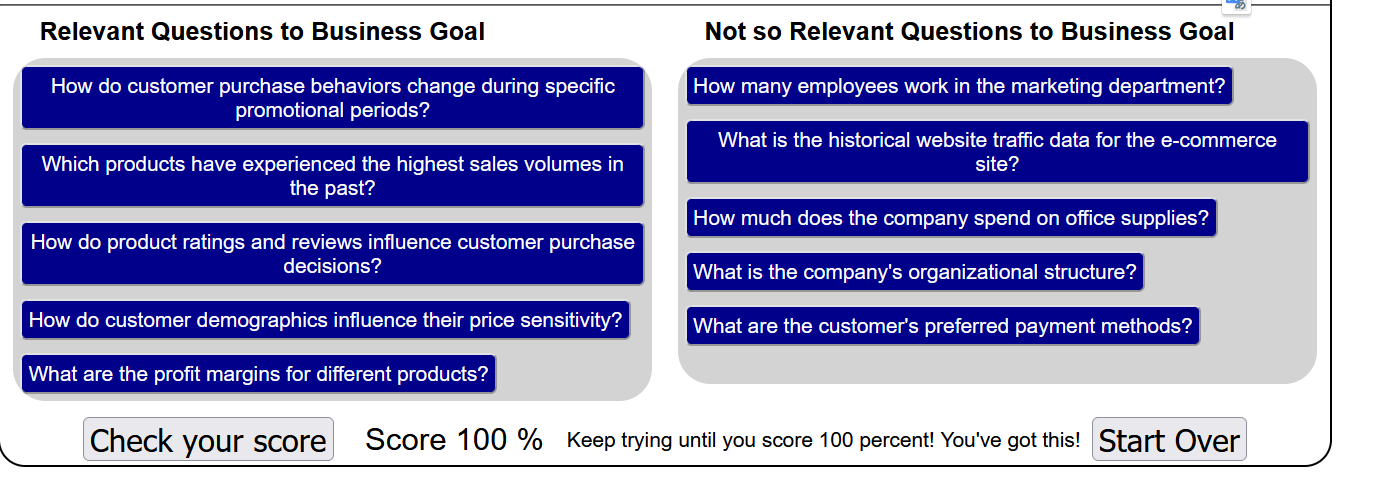 Relevant Questions to Business Goal
How do customer purchase behaviors change during specific
promotional periods?
Which products have experienced the highest sales volumes in
the past?
How do product ratings and reviews influence customer purchase
decisions?
How do customer demographics influence their price sensitivity?
What are the profit margins for different products?
Not so Relevant Questions to Business Goal
How many employees work in the marketing department?
What is the historical website traffic data for the e-commerce
site?
How much does the company spend on office supplies?
What is the company's organizational structure?
What are the customer's preferred payment methods?
Check your score
Score 100 %
Keep trying until you score 100 percent! You've got this!
Start Over